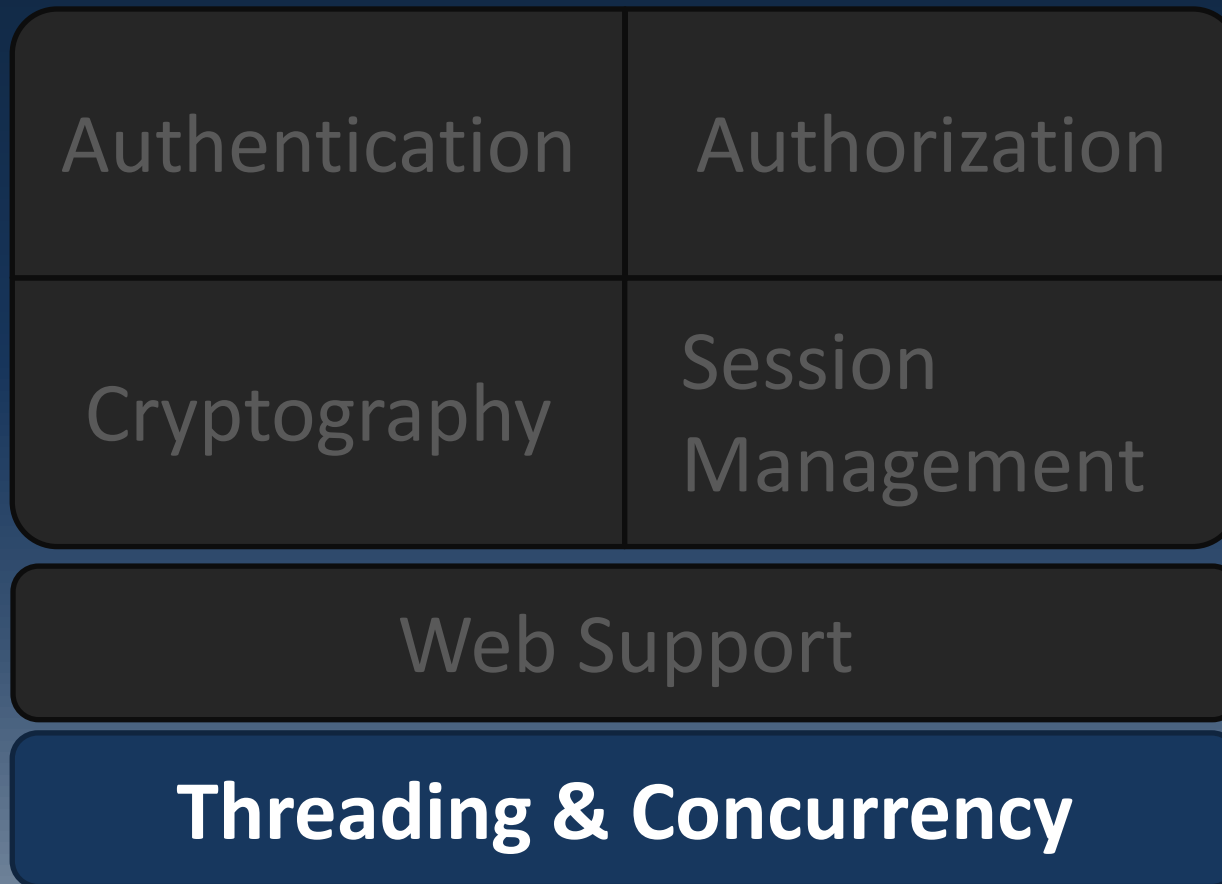 Authentication
Authorization
Cryptography
Session
Management
Web Support
Threading & Concurrency